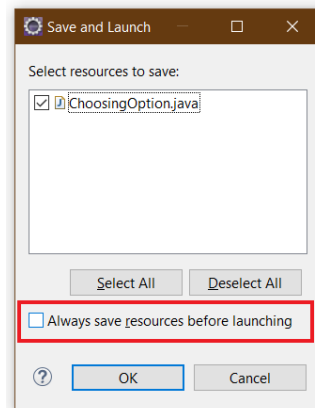 Save and Launch
Select resources to save:
ChoosingOption.java
Select All Deselect All
Always save resources before launching
OK Cancel